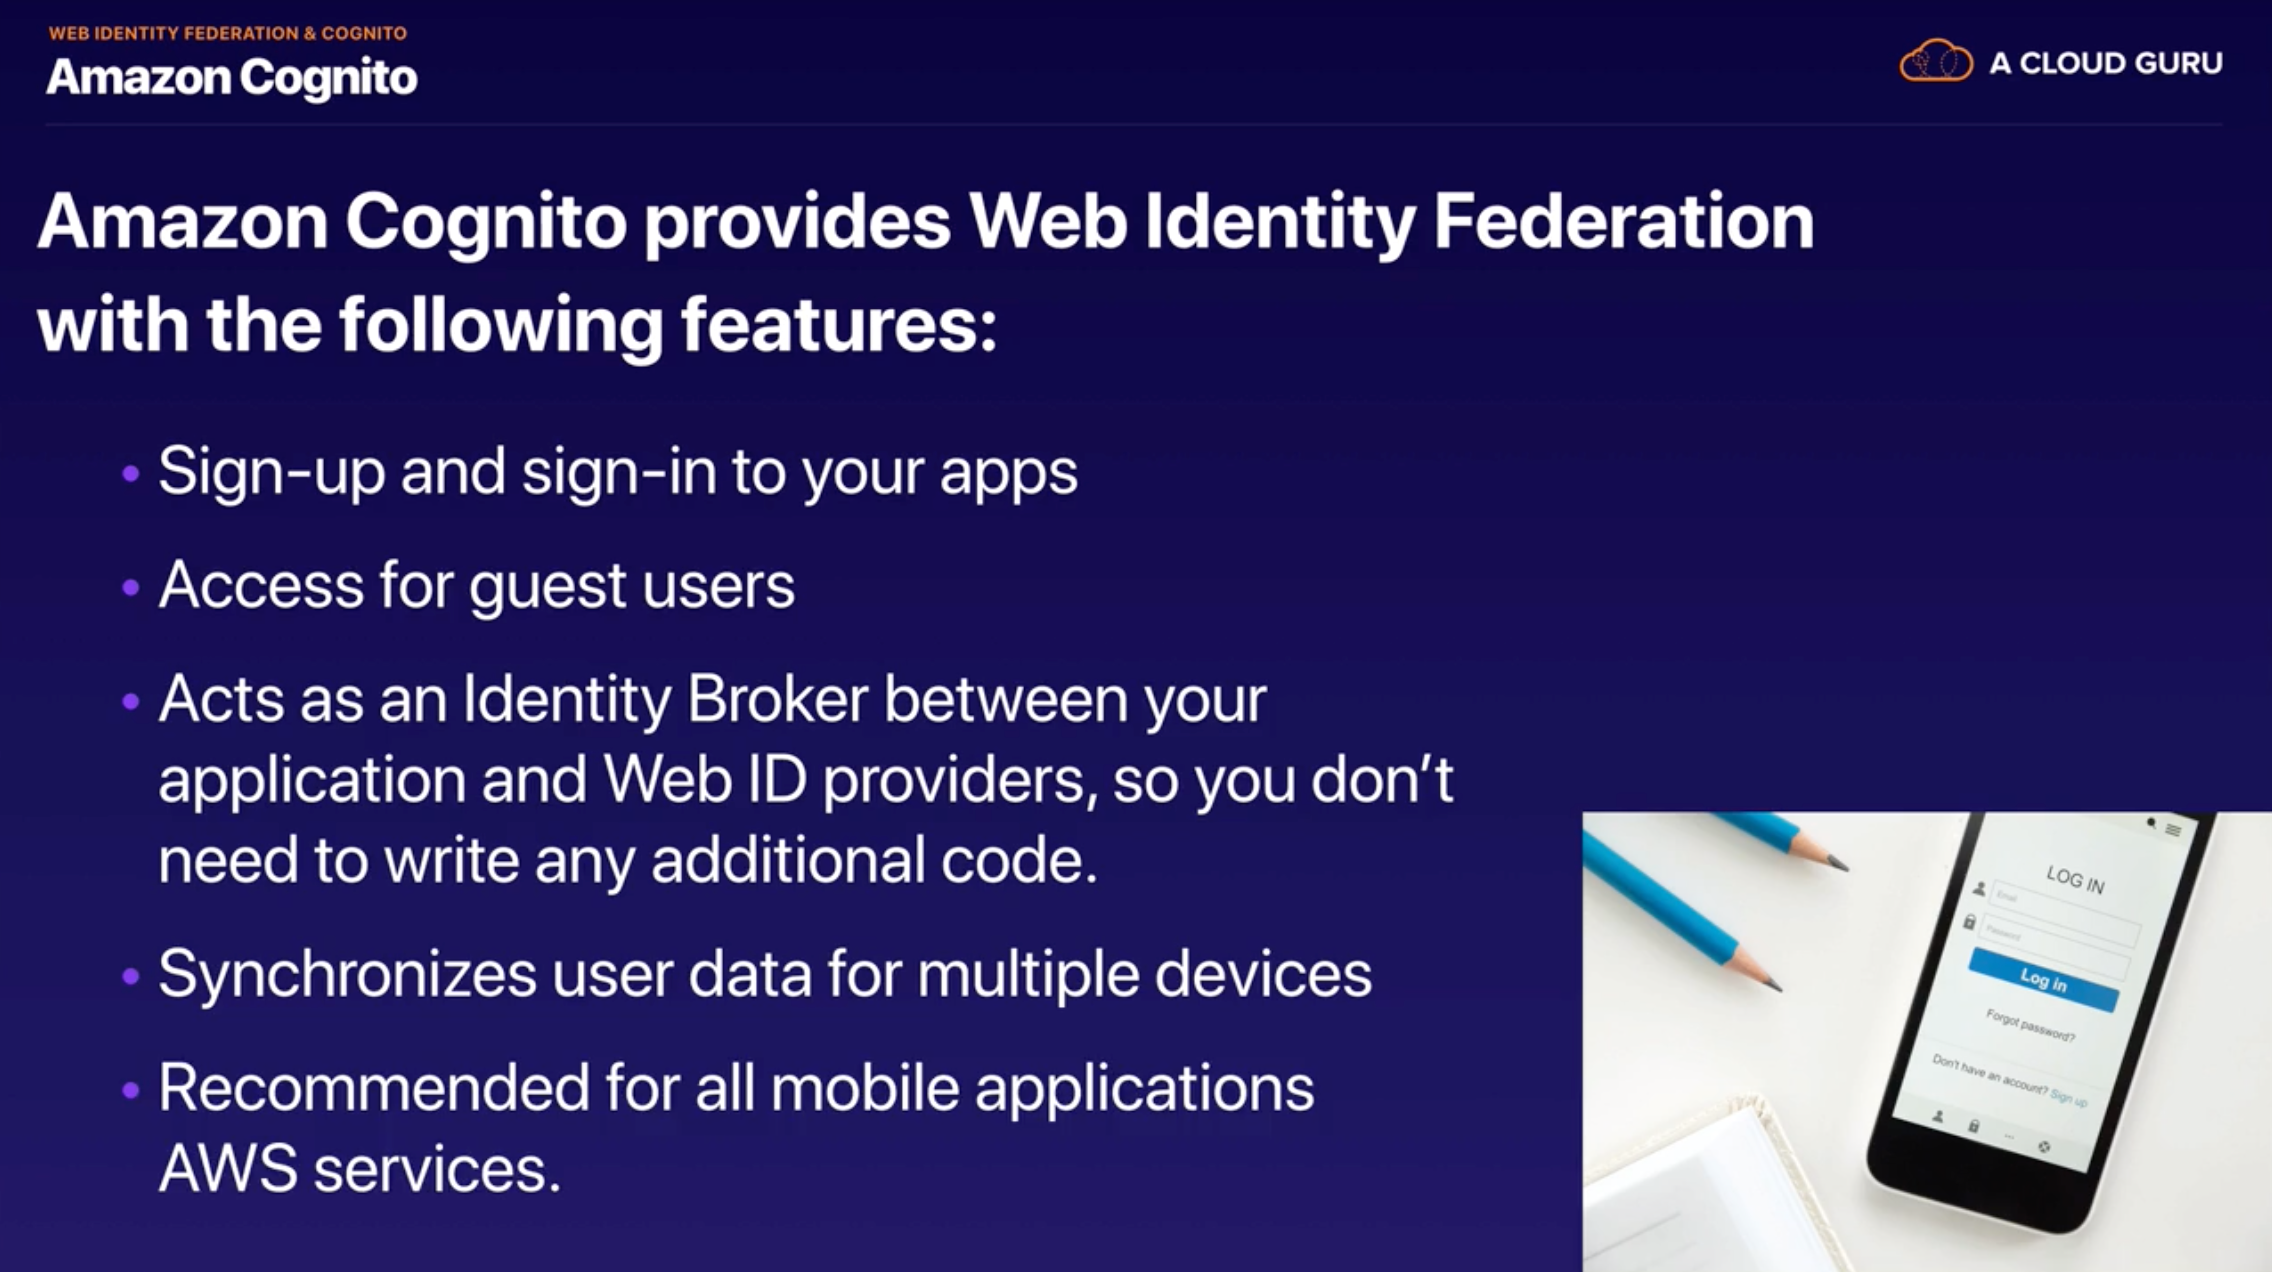 WEB IDENTITY FEDERATION & COGNITO
Amazon Cognito
A CLOUD GURU
Amazon Cognito provides Web Identity Federation
with the following features:
• Sign-up and sign-in to your apps
• Access for guest users
• Acts as an Identity Broker between your
application and Web ID providers, so you don’t
need to write any additional code.
• Synchronizes user data for multiple devices
• Recommended for all mobile applications
AWS services.
LOG IN
Email
Password
Log in
Forgot password?
Don't have an account? Sign up